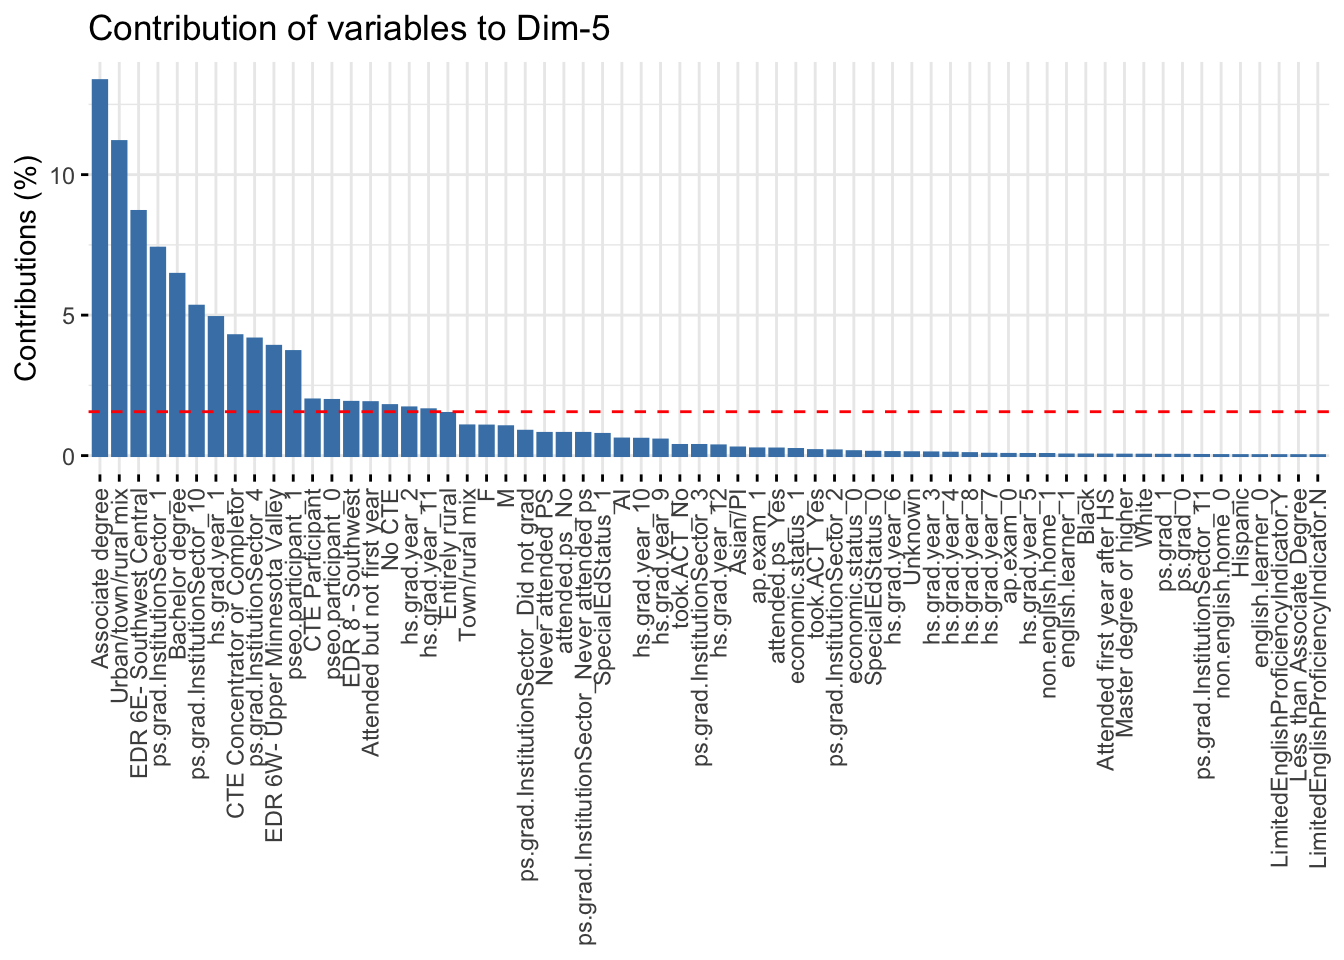 Contribution of variables to Dim-5
Contributions (%)
10
5
0
Associate degree
Urban/town/rural mix
EDR 6E- Southwest Central
ps.grad.InstitutionSector_1
Bachelor degree
ps.grad.InstitutionSector_10
hs.grad.year_1
CTE Concentrator or Completor
ps.grad.InstitutionSector_4
EDR 6W- Upper Minnesota Valley
pseo.participant_1
CTE Participant
pseo.participant_0
EDR 8 - Southwest
Attended but not first year
No CTE
hs.grad.year_2
hs.grad.year_11
Entirely rural
Town/rural mix
F
M
ps.grad.InstitutionSector_Did not grad
Never attended PS
attended.ps_No
ps.grad.InstitutionSector_Never attended ps
SpecialEdStatus_1
AI
hs.grad.year_10
hs.grad.year_9
took.ACT_No
ps.grad.InstitutionSector_3
hs.grad.year_12
Asian/PI
ap.exam_1
attended.ps_Yes
economic.status_1
took.ACT_Yes
ps.grad.InstitutionSector_2
economic.status_0
SpecialEdStatus_0
hs.grad.year_6
Unknown
hs.grad.year_3
hs.grad.year_4
hs.grad.year_8
hs.grad.year_7
ap.exam_0
hs.grad.year_5
non.english.home_1
english.learner_1
Black
Attended first year after HS
Master degree or higher
White
ps.grad_1
ps.grad_0
ps.grad.InstitutionSector_11
non.english.home_0
Hispanic
english.learner_0
LimitedEnglishProficiencyIndicator.Y
Less than Associate Degree
LimitedEnglishProficiencyIndicator.N